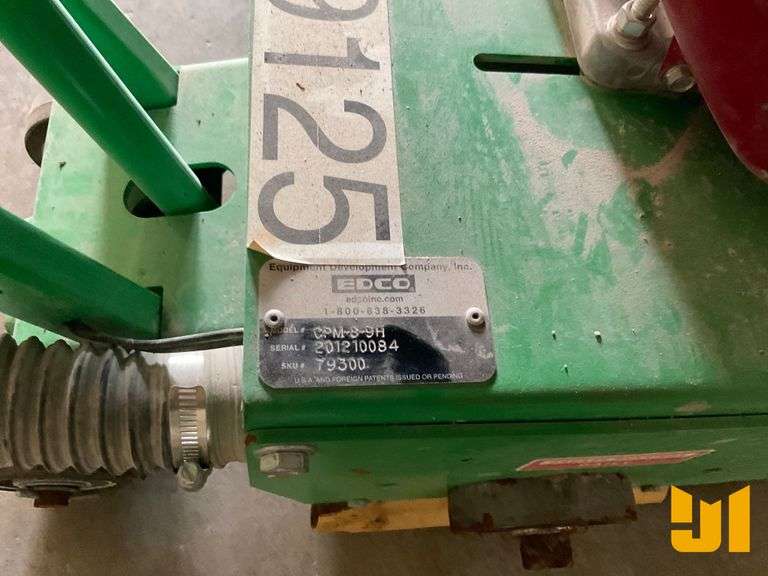 9125
Equipment Development Company, Inc.
EDCO
edcoinc.com
1-800-638-3326
MODEL # CPM-8-9H
SERIAL # 201210084
SKU # 79300
U.S.A. AND FOREIGN PATENTS ISSUED OR PENDING